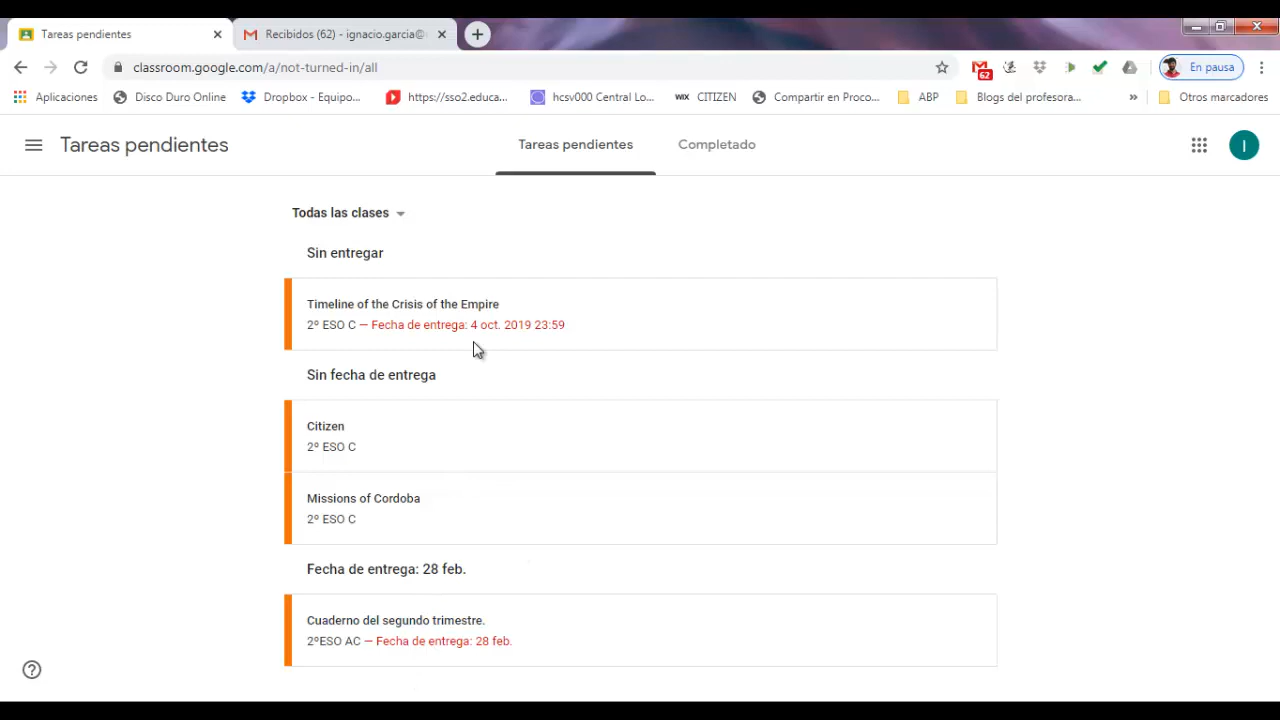 Tareas pendientes
Recibidos (62) - ignacio.garcia@
classroom.google.com/a/not-turned-in/all
62
En pausa
Aplicaciones
Disco Duro Online
Dropbox - Equipo...
https://sox2.educa...
hcsv000 Central Lo...
WIX CITIZEN
Compartir en Proco...
ABP
Blogs del profesora...
»
Otros marcadores
Tareas pendientes
Tareas pendientes
Completado
I
Todas las clases
Sin entregar
Timeline of the Crisis of the Empire
2º ESO C — Fecha de entrega: 4 oct. 2019 23:59
Sin fecha de entrega
Citizen
2º ESO C
Missions of Cordoba
2º ESO C
Fecha de entrega: 28 feb.
Cuaderno del segundo trimestre.
2ºESO AC — Fecha de entrega: 28 feb.